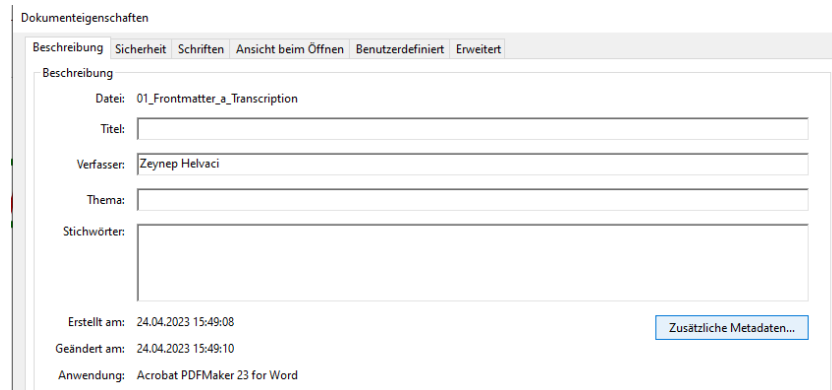 Dokumenteigenschaften
Beschreibung Sicherheit Schriften Ansicht beim Öffnen Benutzerdefiniert Erweitert
Beschreibung
Datei: 01_Frontmatter_a_Transcription
Titel:
Verfasser: Zeynep Helvaci
Thema:
Stichwörter:
Erstellt am: 24.04.2023 15:49:08
Zusätzliche Metadaten...
Geändert am: 24.04.2023 15:49:10
Anwendung: Acrobat PDFMaker 23 for Word